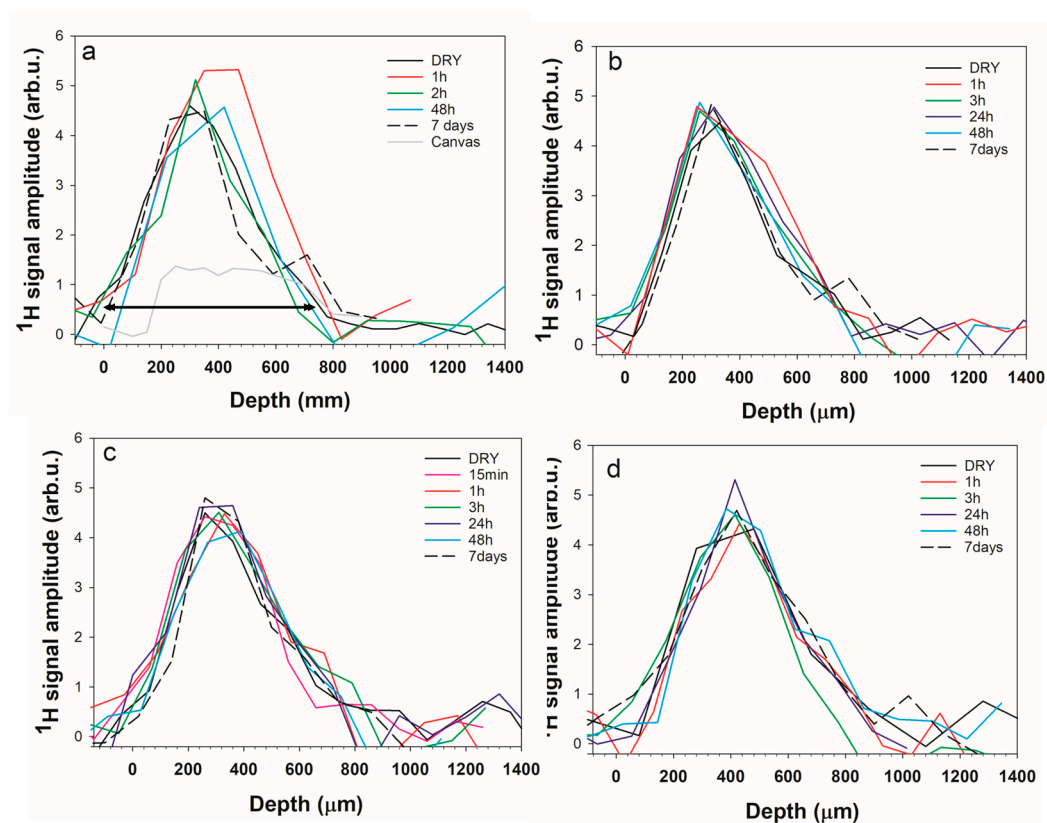 a
¹H signal amplitude (arb.u.)
6
5
4
3
2
1
0
DRY
1h
2h
48h
7 days
Canvas
0 200 400 600 800 1000 1200 1400
Depth (mm)
b
¹H signal amplitude (arb.u.)
6
5
4
3
2
1
0
DRY
1h
3h
24h
48h
7days
0 200 400 600 800 1000 1200 1400
Depth (μm)
c
¹H signal amplitude (arb.u.)
6
5
4
3
2
1
0
DRY
15min
1h
3h
24h
48h
7days
0 200 400 600 800 1000 1200 1400
Depth (μm)
d
¹H signal amplitude (arb.u.)
6
5
4
3
2
1
0
DRY
1h
3h
24h
48h
7days
0 200 400 600 800 1000 1200 1400
Depth (μm)